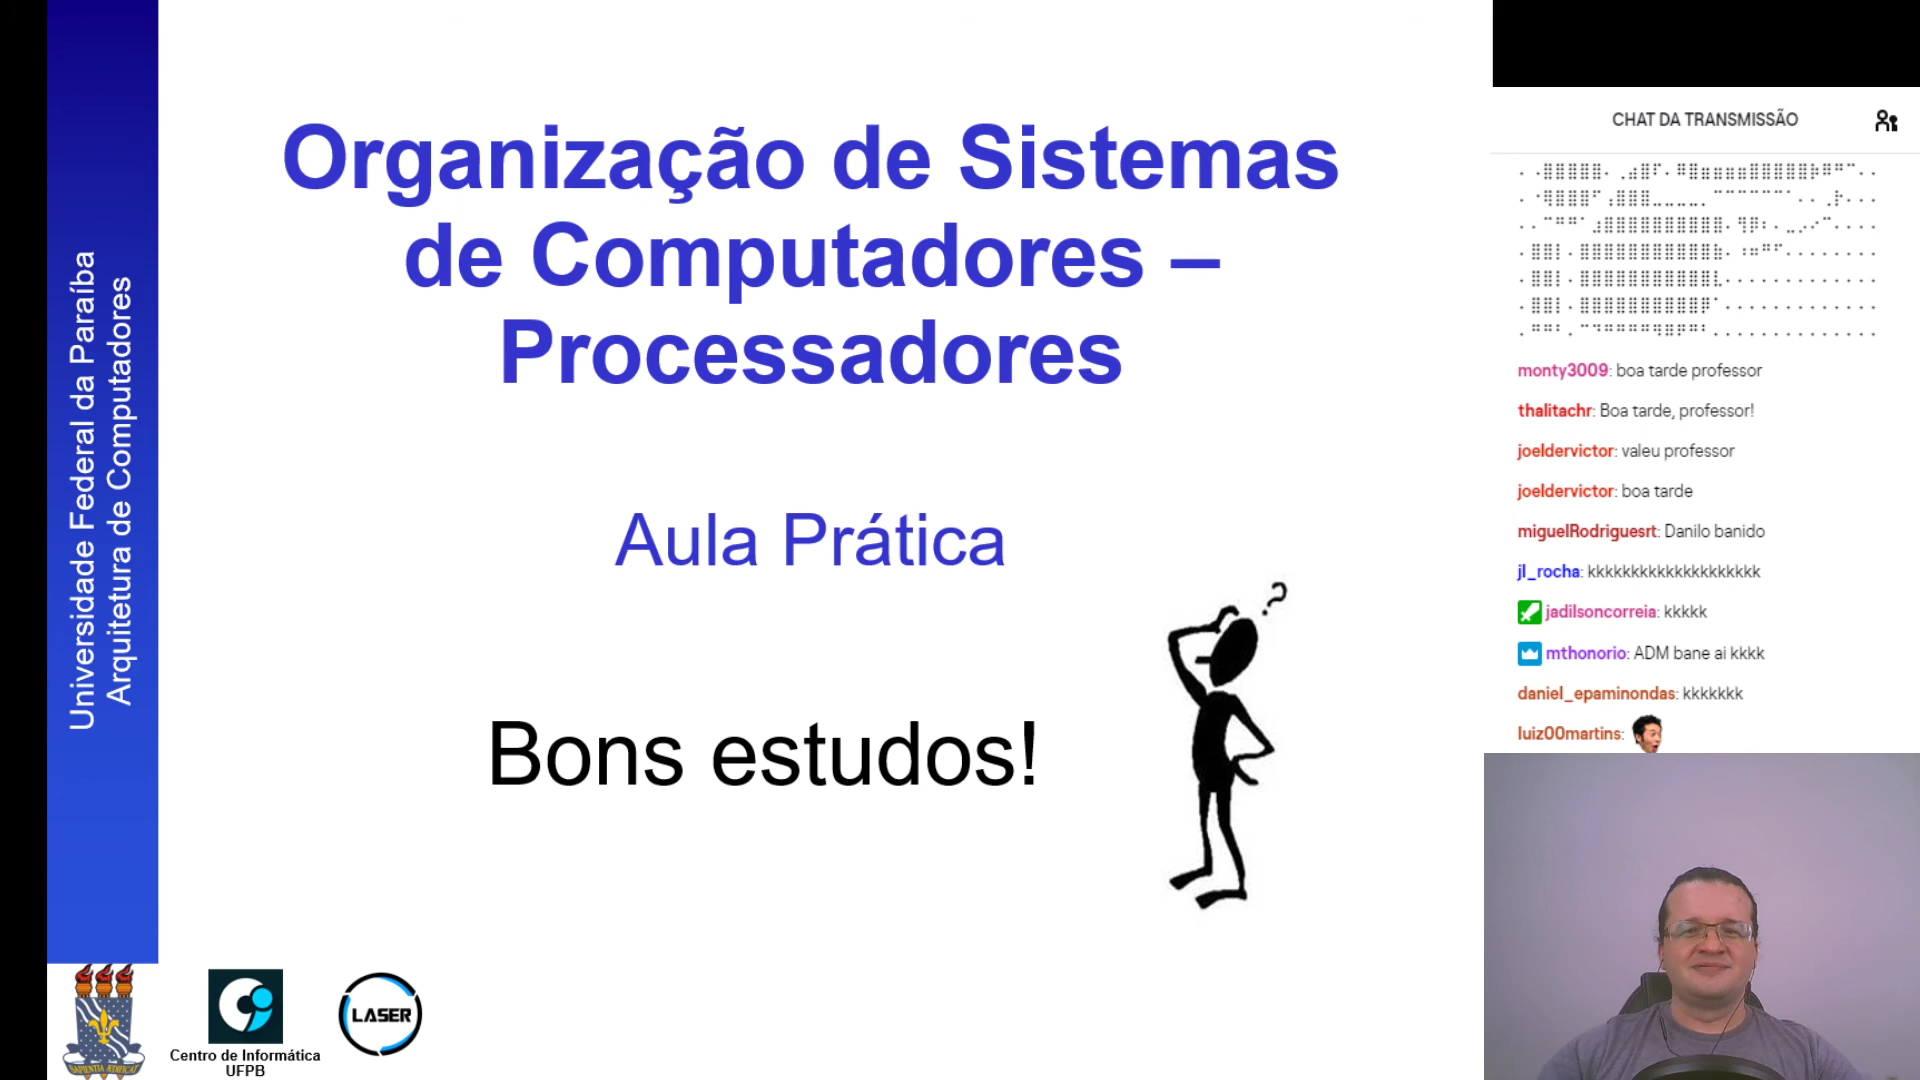 Universidade Federal da Paraíba
Arquitetura de Computadores
Organização de Sistemas
de Computadores –
Processadores
Aula Prática
Bons estudos!
?
Centro de Informática
UFPB
LASER
SAPIENTIA ÆDIFICAT
CHAT DA TRANSMISSÃO
monty3009: boa tarde professor
thalitachr: Boa tarde, professor!
joeldervictor: valeu professor
joeldervictor: boa tarde
miguelRodriguesrt: Danilo banido
jl_rocha: kkkkkkkkkkkkkkkkkkkk
jadilsoncorreia: kkkkk
mthonorio: ADM bane ai kkkk
daniel_epaminondas: kkkkkkk
luiz00martins: